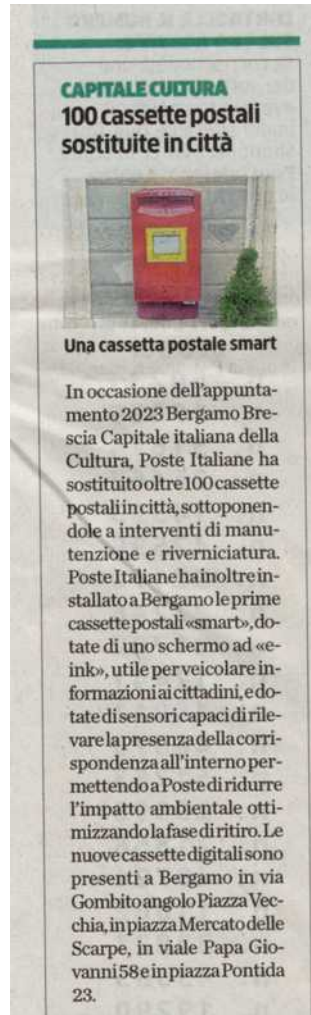 CAPITALE CULTURA
100 cassette postali
sostituite in città
Una cassetta postale smart
In occasione dell'appunta-
mento 2023 Bergamo Bre-
scia Capitale italiana della
Cultura, Poste Italiane ha
sostituito oltre 100 cassette
postali in città, sottoponen-
dole a interventi di manu-
tenzione e riverniciatura.
Poste Italiane ha inoltre in-
stallato a Bergamo le prime
cassette postali «smart», do-
tate di uno schermo ad «e-
ink», utile per veicolare in-
formazioni ai cittadini, e do-
tate di sensori capaci di rile-
vare la presenza della corri-
spondenza all'interno per-
mettendo a Poste di ridurre
l'impatto ambientale otti-
mizzando la fase di ritiro. Le
nuove cassette digitali sono
presenti a Bergamo in via
Gombito angolo Piazza Vec-
chia, in piazza Mercato delle
Scarpe, in viale Papa Gio-
vanni 58 e in piazza Pontida
23.